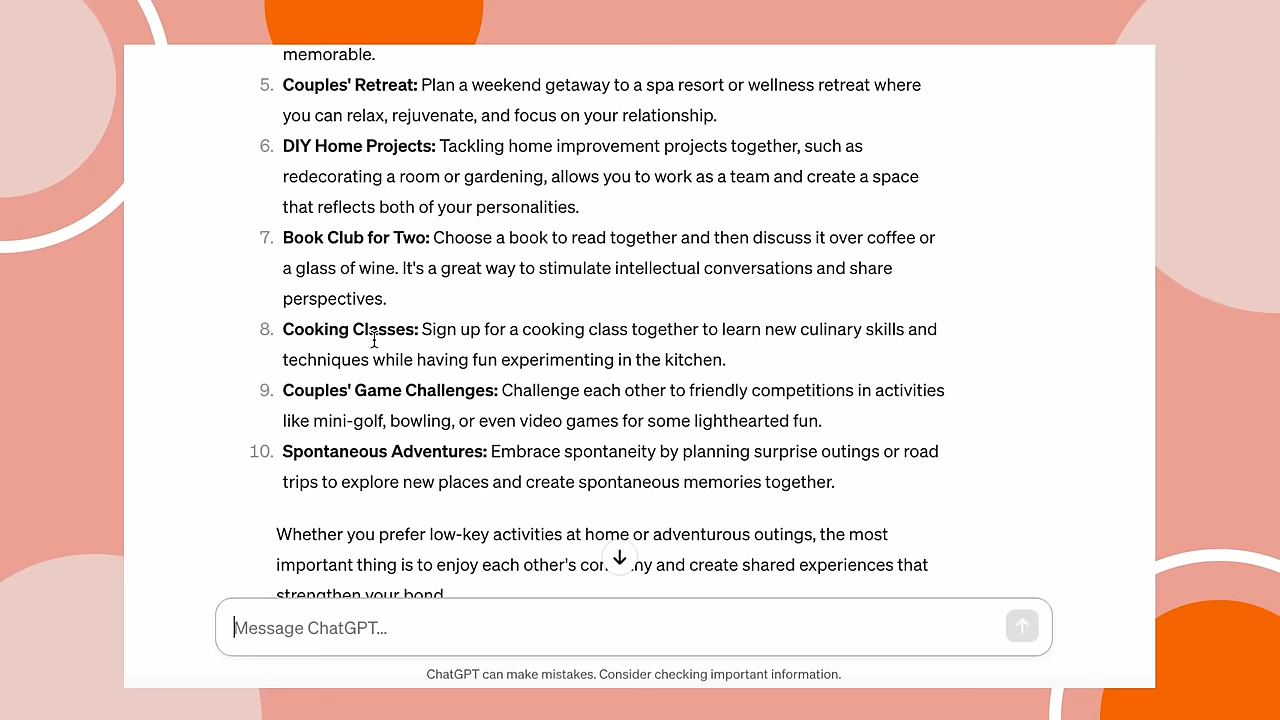 memorable.
5. Couples' Retreat: Plan a weekend getaway to a spa resort or wellness retreat where
you can relax, rejuvenate, and focus on your relationship.
6. DIY Home Projects: Tackling home improvement projects together, such as
redecorating a room or gardening, allows you to work as a team and create a space
that reflects both of your personalities.
7. Book Club for Two: Choose a book to read together and then discuss it over coffee or
a glass of wine. It's a great way to stimulate intellectual conversations and share
perspectives.
8. Cooking Classes: Sign up for a cooking class together to learn new culinary skills and
techniques while having fun experimenting in the kitchen.
9. Couples' Game Challenges: Challenge each other to friendly competitions in activities
like mini-golf, bowling, or even video games for some lighthearted fun.
10. Spontaneous Adventures: Embrace spontaneity by planning surprise outings or road
trips to explore new places and create spontaneous memories together.
Whether you prefer low-key activities at home or adventurous outings, the most
important thing is to enjoy each other's company and create shared experiences that
strengthen your bond.
Message ChatGPT...
ChatGPT can make mistakes. Consider checking important information.